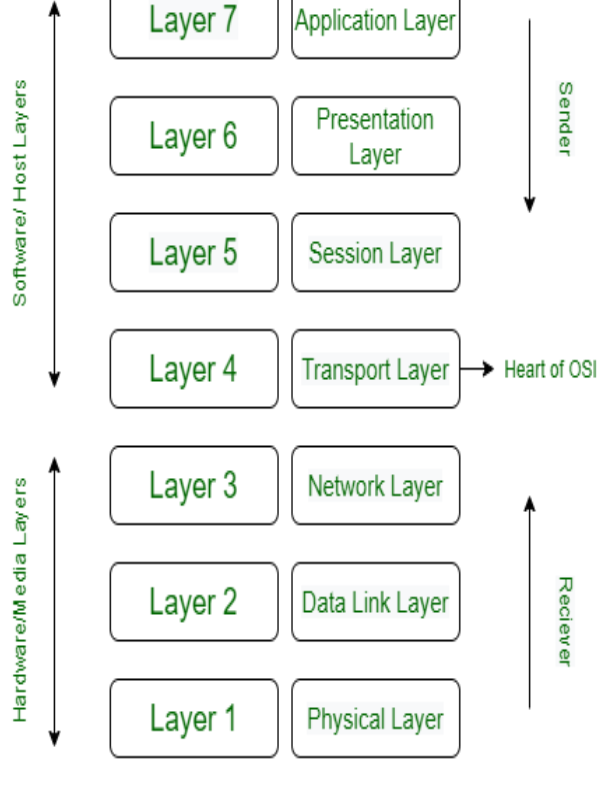 Layer 7
Application Layer
Layer 6
Presentation
Layer
Layer 5
Session Layer
Layer 4
Transport Layer
Heart of OSI
Layer 3
Network Layer
Layer 2
Data Link Layer
Layer 1
Physical Layer
Software/ Host Layers
Hardware/Media Layers
Sender
Reciever